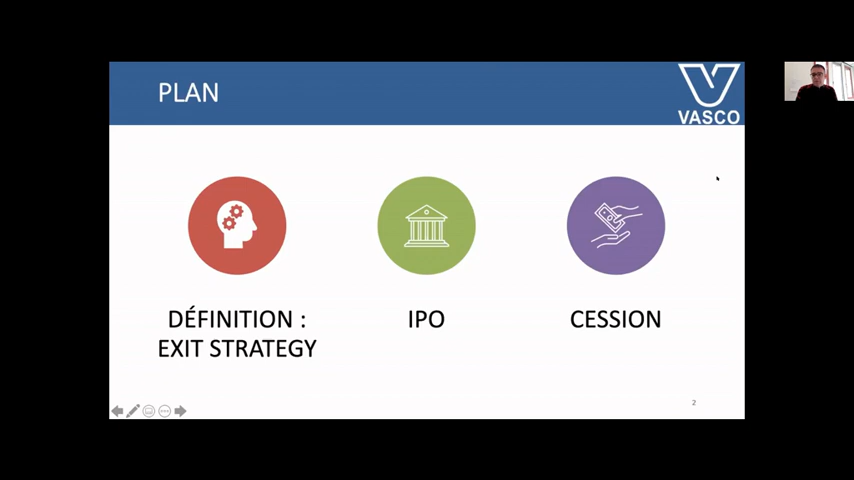 PLAN
VASCO
DÉFINITION :
EXIT STRATEGY
IPO
CESSION
2